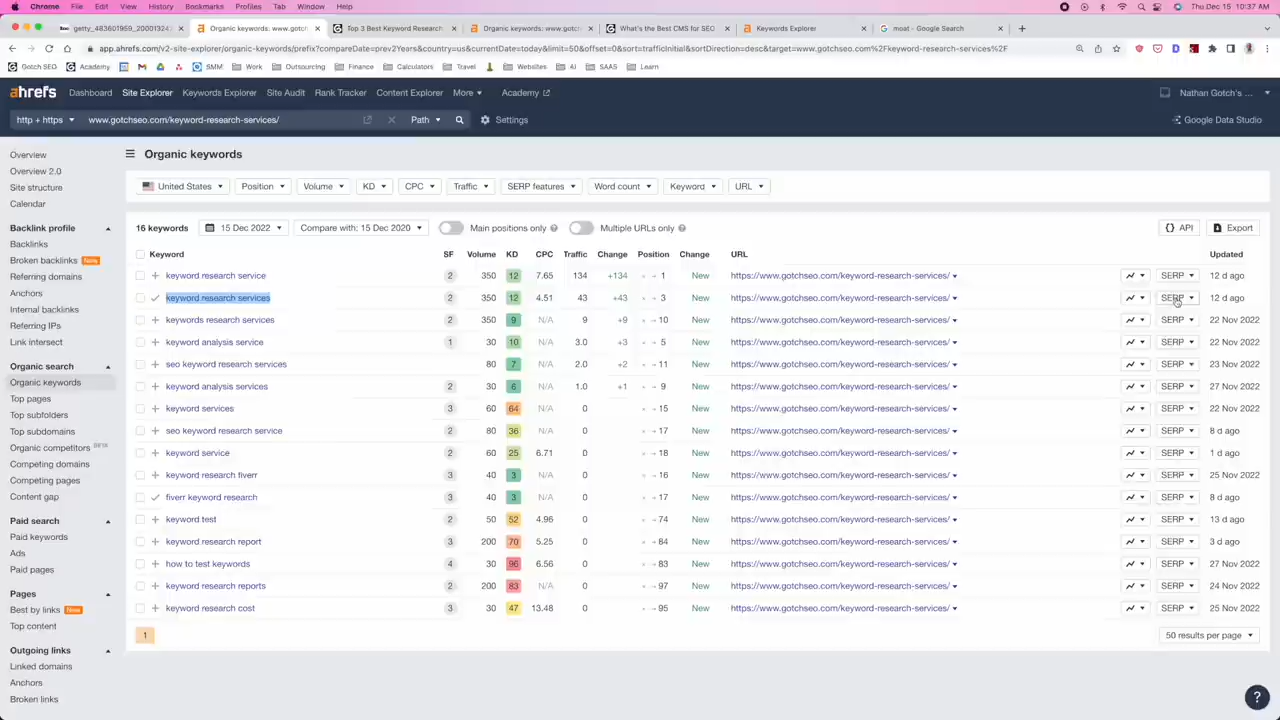 Chrome File Edit View History Bookmarks Profiles Tab Window Help Thu Dec 15 10:37 AM
getty_483601959_2000132 Organic keywords: www.gotc Top 3 Best Keyword Research Organic keywords: www.gotc What's the Best CMS for SEO Keywords Explorer moat - Google Search
app.ahrefs.com/v2-site-explorer/organic-keywords/prefix?compareDate=prev2Years&country=us&currentDate=today&limit=50&offset=0&sort=trafficInitial&sortDirection=desc&target=www.gotchseo.com%2Fkeyword-research-services%2F
Gotch SEO Academy SMM Work Outsourcing Finance Calculators Travel Websites 4J SAAS Learn
ahrefs Dashboard Site Explorer Keywords Explorer Site Audit Rank Tracker Content Explorer More Academy Nathan Gotch's ...
http + https www.gotchseo.com/keyword-research-services/ Path Settings Google Data Studio
Overview
Overview 2.0
Site structure
Calendar
Backlink profile
Backlinks
Broken backlinks New
Referring domains
Anchors
Internal backlinks
Referring IPs
Link intersect
Organic search
Organic keywords
Top pages
Top subfolders
Top subdomains
Organic competitors BETA
Competing domains
Competing pages
Content gap
Paid search
Paid keywords
Ads
Paid pages
Pages
Best by links New
Top content
Outgoing links
Linked domains
Anchors
Broken links
Organic keywords
United States Position Volume KD CPC Traffic SERP features Word count Keyword URL
16 keywords 15 Dec 2022 Compare with: 15 Dec 2020 Main positions only Multiple URLs only API Export
Keyword SF Volume KD CPC Traffic Change Position Change URL Updated
keyword research service 2 350 12 7.65 134 +134 → 1 New https://www.gotchseo.com/keyword-research-services/ SERP 12 d ago
keyword research services 2 350 12 4.51 43 +43 → 3 New https://www.gotchseo.com/keyword-research-services/ SERP 12 d ago
keywords research services 2 350 9 N/A 9 +9 → 10 New https://www.gotchseo.com/keyword-research-services/ SERP 22 Nov 2022
keyword analysis service 1 30 10 N/A 3.0 +3 → 5 New https://www.gotchseo.com/keyword-research-services/ SERP 22 Nov 2022
seo keyword research services 80 7 N/A 2.0 +2 → 11 New https://www.gotchseo.com/keyword-research-services/ SERP 23 Nov 2022
keyword analysis services 2 30 6 N/A 1.0 +1 → 9 New https://www.gotchseo.com/keyword-research-services/ SERP 27 Nov 2022
keyword services 3 60 64 N/A 0 → 15 New https://www.gotchseo.com/keyword-research-services/ SERP 22 Nov 2022
seo keyword research service 2 80 36 N/A 0 → 17 New https://www.gotchseo.com/keyword-research-services/ SERP 8 d ago
keyword service 2 60 25 6.71 0 → 18 New https://www.gotchseo.com/keyword-research-services/ SERP 1 d ago
keyword research fiverr 3 40 3 N/A 0 → 16 New https://www.gotchseo.com/keyword-research-services/ SERP 25 Nov 2022
fiverr keyword research 3 40 3 N/A 0 → 17 New https://www.gotchseo.com/keyword-research-services/ SERP 8 d ago
keyword test 2 50 52 4.96 0 → 74 New https://www.gotchseo.com/keyword-research-services/ SERP 13 d ago
keyword research report 3 200 70 5.25 0 → 84 New https://www.gotchseo.com/keyword-research-services/ SERP 3 d ago
how to test keywords 4 30 96 6.56 0 → 83 New https://www.gotchseo.com/keyword-research-services/ SERP 27 Nov 2022
keyword research reports 2 200 83 N/A 0 → 97 New https://www.gotchseo.com/keyword-research-services/ SERP 24 Nov 2022
keyword research cost 3 30 47 13.48 0 → 95 New https://www.gotchseo.com/keyword-research-services/ SERP 25 Nov 2022
1 50 results per page
?